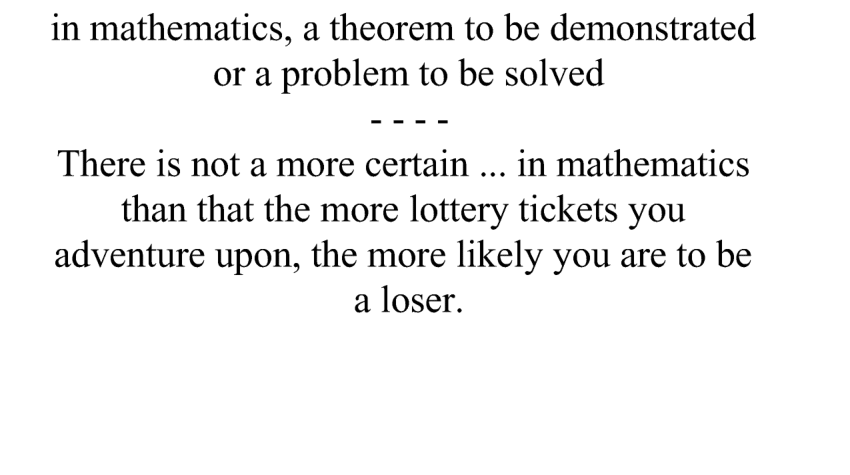 in mathematics, a theorem to be demonstrated
or a problem to be solved
- - - -
There is not a more certain ... in mathematics
than that the more lottery tickets you
adventure upon, the more likely you are to be
a loser.